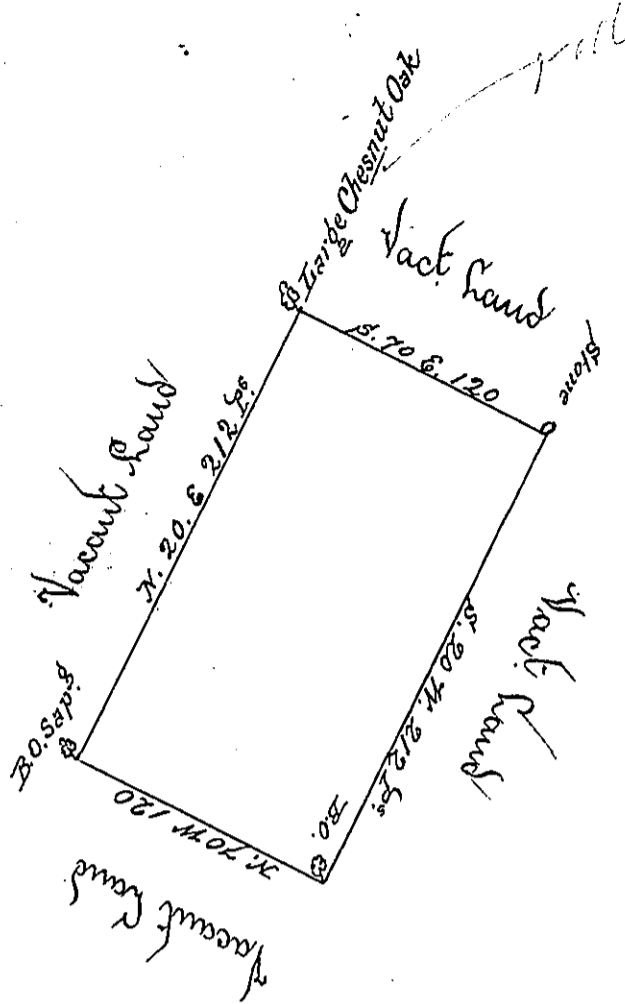 Large Chesnut Oak
Vact. Land
S. 70 E. 120
Stone
Vacant Land
N. 20. E 212 Ps.
B.O. Sap.g
Vact. Land
S. 20 W. 212 Ps.
B.O.
N. 70 W 120
Vacant Land